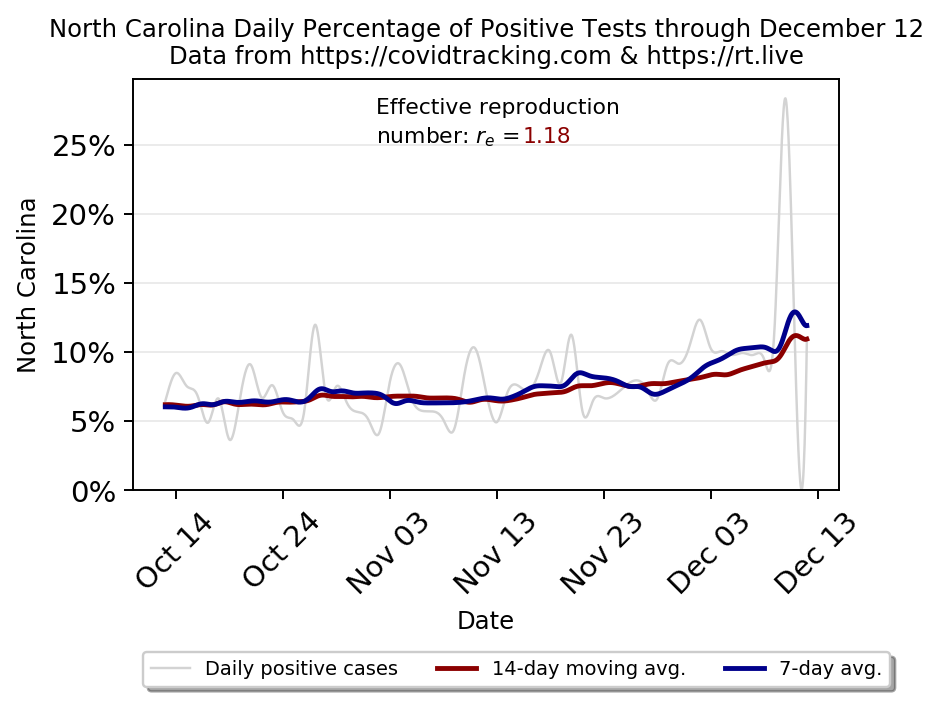 North Carolina Daily Percentage of Positive Tests through December 12
Data from https://covidtracking.com & https://rt.live
Effective reproduction
number: rₑ =1.18
North Carolina
25%
20%
15%
10%
5%
0%
Oct 14
Oct 24
Nov 03
Nov 13
Nov 23
Dec 03
Dec 13
Date
Daily positive cases
14-day moving avg.
7-day avg.